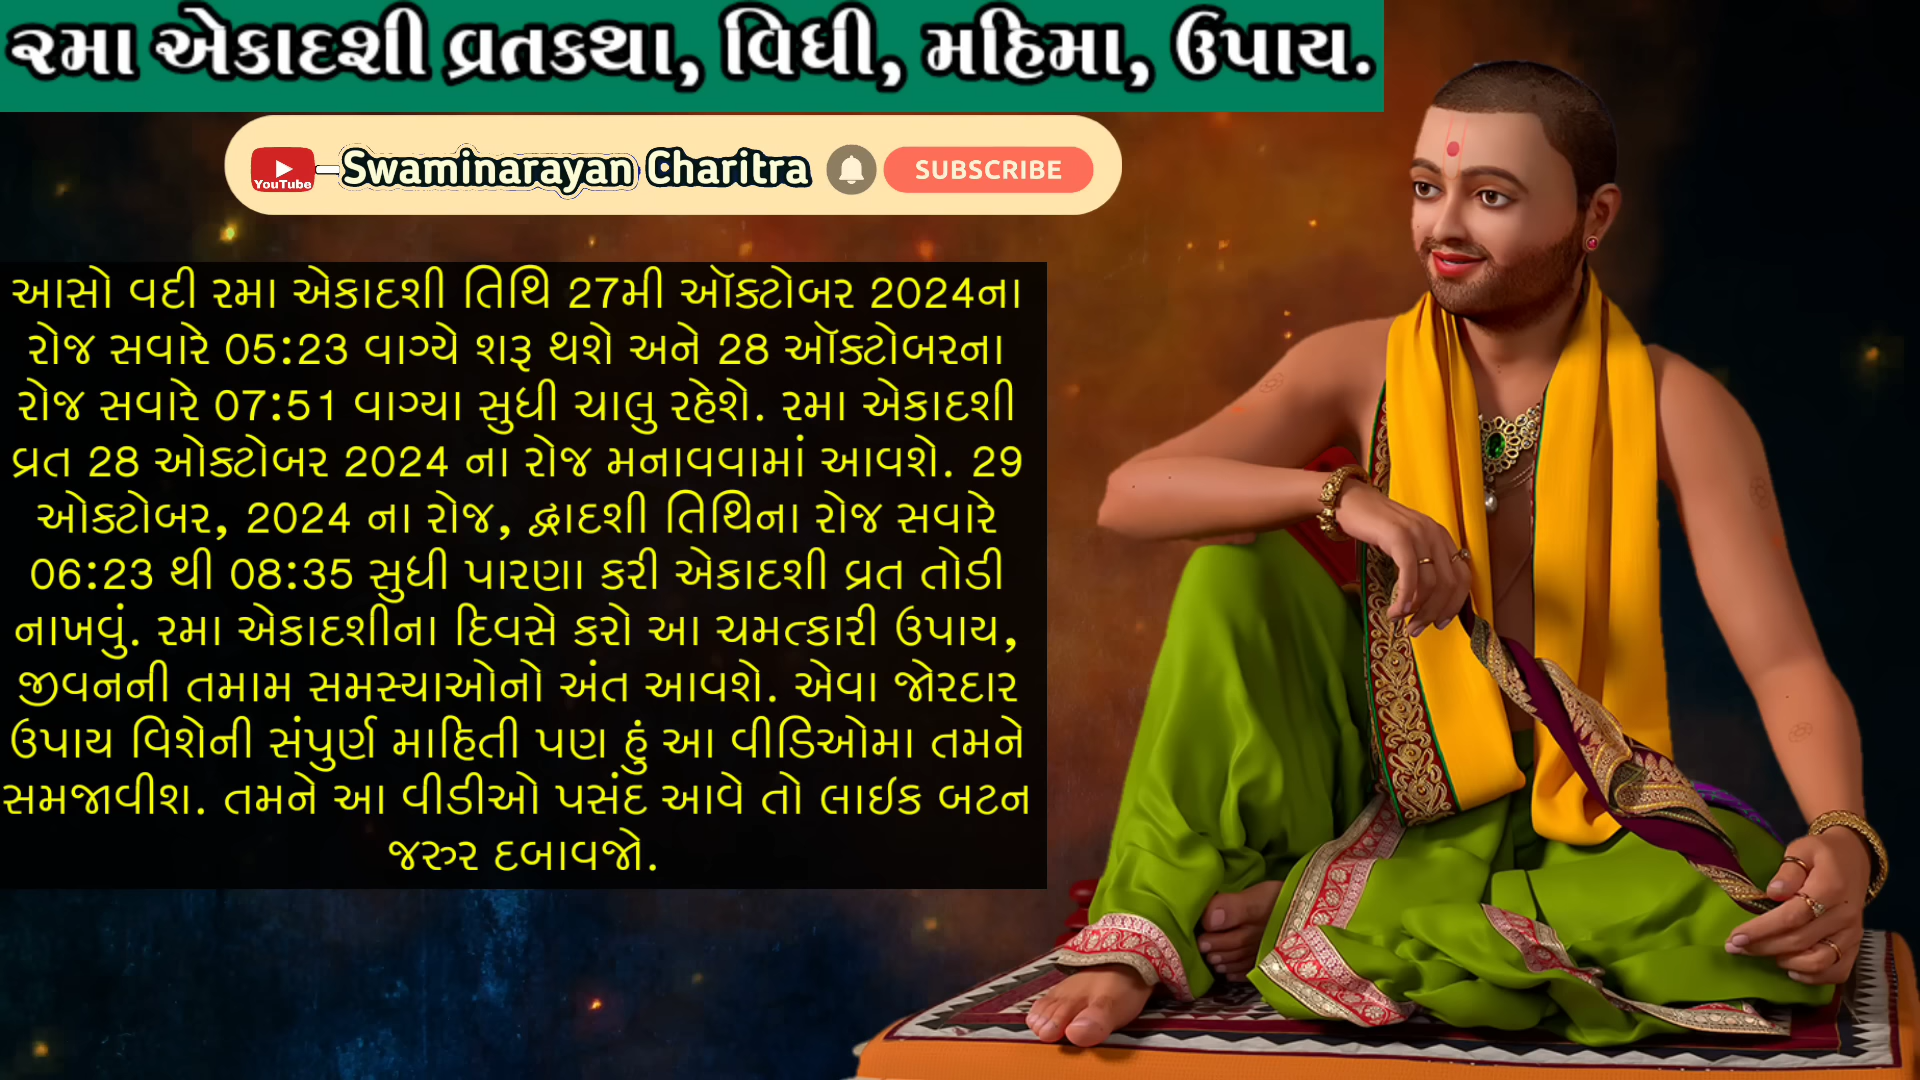 રમા એકાદશી વ્રતકથા, વિધી, મહિમા, ઉપાય.
YouTube Swaminarayan Charitra SUBSCRIBE
આસો વદી રમા એકાદશી તિથિ 27મી ઑક્ટોબર 2024ના
રોજ સવારે 05:23 વાગ્યે શરૂ થશે અને 28 ઑક્ટોબરના
રોજ સવારે 07:51 વાગ્યા સુધી ચાલુ રહેશે. રમા એકાદશી
વ્રત 28 ઓક્ટોબર 2024 ના રોજ મનાવવામાં આવશે. 29
ઓક્ટોબર, 2024 ના રોજ, દ્વાદશી તિથિના રોજ સવારે
06:23 થી 08:35 સુધી પારણા કરી એકાદશી વ્રત તોડી
નાખવું. રમા એકાદશીના દિવસે કરો આ ચમત્કારી ઉપાય,
જીવનની તમામ સમસ્યાઓનો અંત આવશે. એવા જોરદાર
ઉપાય વિશેની સંપુર્ણ માહિતી પણ હું આ વીડિઓમા તમને
સમજાવીશ. તમને આ વીડીઓ પસંદ આવે તો લાઇક બટન
જરુર દબાવજો.